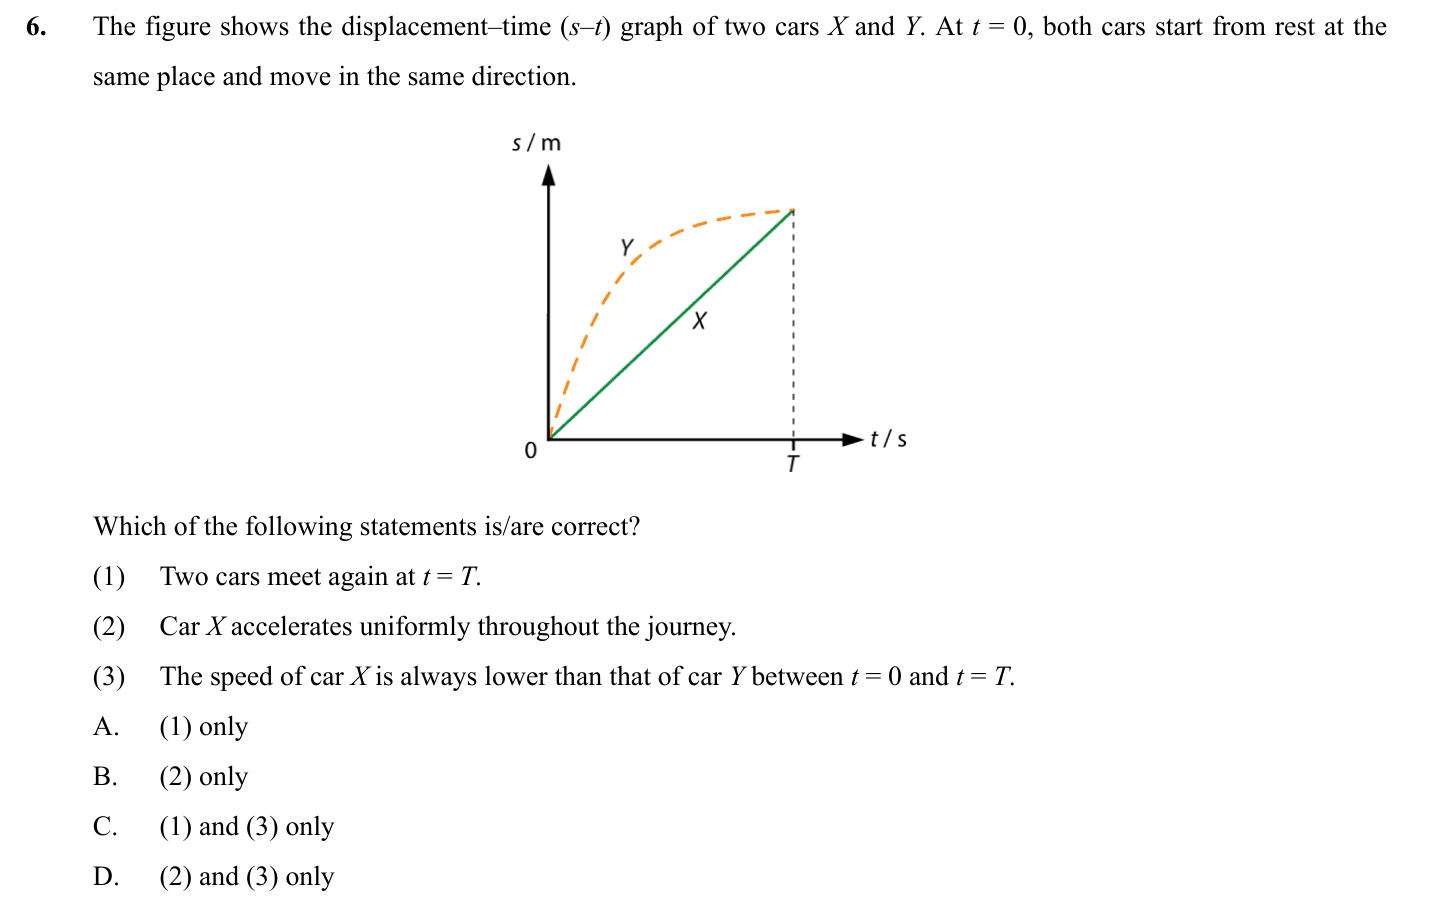 6. The figure shows the displacement–time (s–t) graph of two cars X and Y. At t = 0, both cars start from rest at the
same place and move in the same direction.
s / m
Y
X
0
T
t / s
Which of the following statements is/are correct?
(1) Two cars meet again at t = T.
(2) Car X accelerates uniformly throughout the journey.
(3) The speed of car X is always lower than that of car Y between t = 0 and t = T.
A. (1) only
B. (2) only
C. (1) and (3) only
D. (2) and (3) only